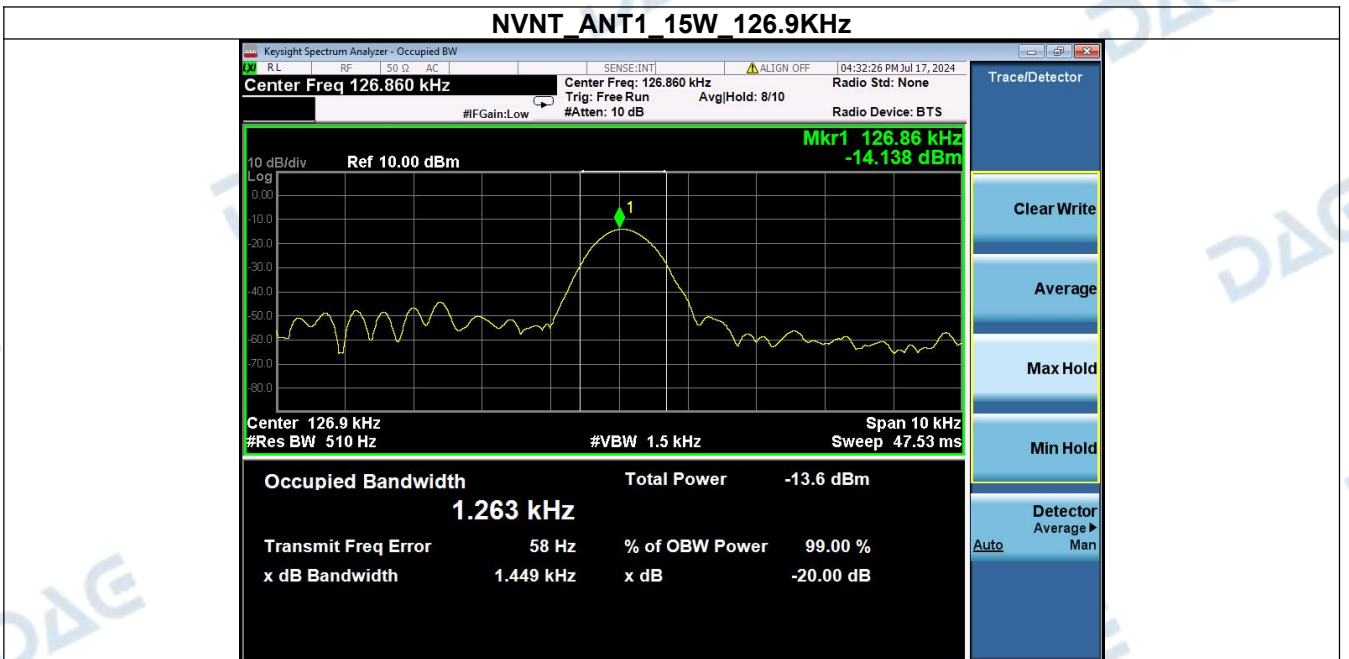 NVNT_ANT1_15W_126.9KHz
Keysight Spectrum Analyzer - Occupied BW
RL RF 50 Ω AC SENSE:INT ALIGN OFF 04:32:26 PM Jul 17, 2024
Center Freq 126.860 kHz
Center Freq: 126.860 kHz Radio Std: None
Trig: Free Run Avg|Hold: 8/10
#IFGain:Low #Atten: 10 dB Radio Device: BTS
Trace/Detector
Mkr1 126.86 kHz
-14.138 dBm
10 dB/div Ref 10.00 dBm
Log
0.00
-10.0
-20.0
-30.0
-40.0
-50.0
-60.0
-70.0
-80.0
1
Center 126.9 kHz Span 10 kHz
#Res BW 510 Hz #VBW 1.5 kHz Sweep 47.53 ms
Occupied Bandwidth Total Power -13.6 dBm
1.263 kHz
Transmit Freq Error 58 Hz % of OBW Power 99.00 %
x dB Bandwidth 1.449 kHz x dB -20.00 dB
Clear Write
Average
Max Hold
Min Hold
Detector
Average
Auto Man
DAG
DAG